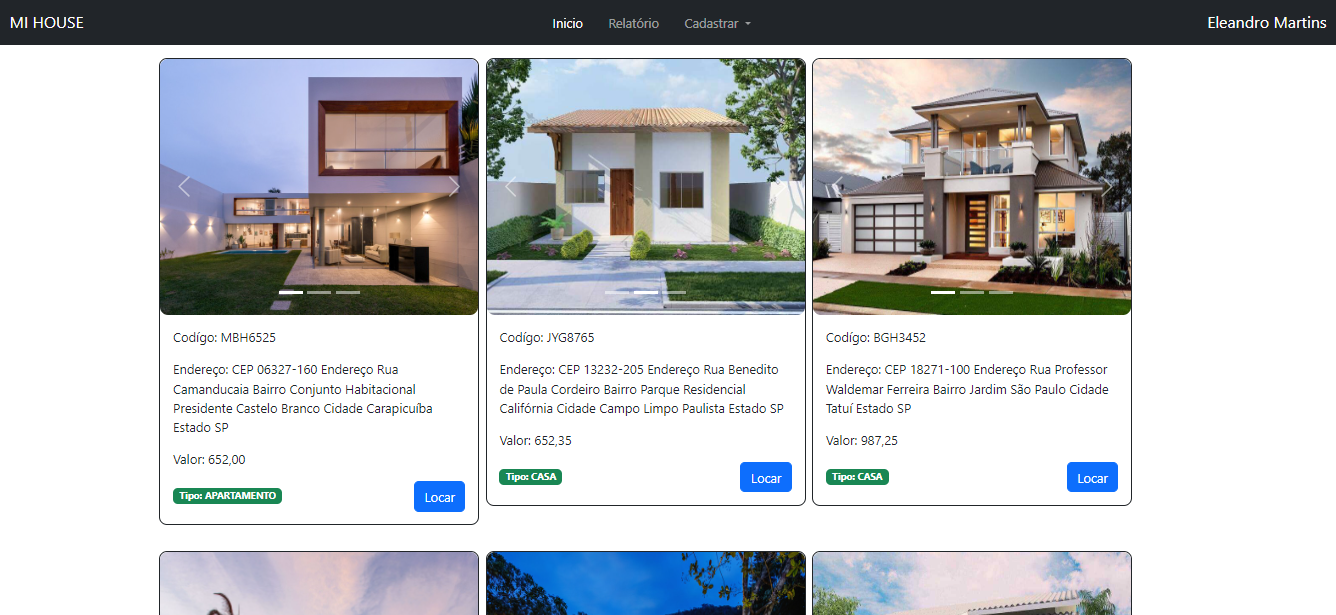 MI HOUSE
Inicio
Relatório
Cadastrar
Eleandro Martins
Codígo: MBH6525
Endereço: CEP 06327-160 Endereço Rua
Camanducaia Bairro Conjunto Habitacional
Presidente Castelo Branco Cidade Carapicuíba
Estado SP
Valor: 652,00
Tipo: APARTAMENTO
Locar
Codígo: JYG8765
Endereço: CEP 13232-205 Endereço Rua Benedito
de Paula Cordeiro Bairro Parque Residencial
Califórnia Cidade Campo Limpo Paulista Estado SP
Valor: 652,35
Tipo: CASA
Locar
Codígo: BGH3452
Endereço: CEP 18271-100 Endereço Rua Professor
Waldemar Ferreira Bairro Jardim São Paulo Cidade
Tatuí Estado SP
Valor: 987,25
Tipo: CASA
Locar